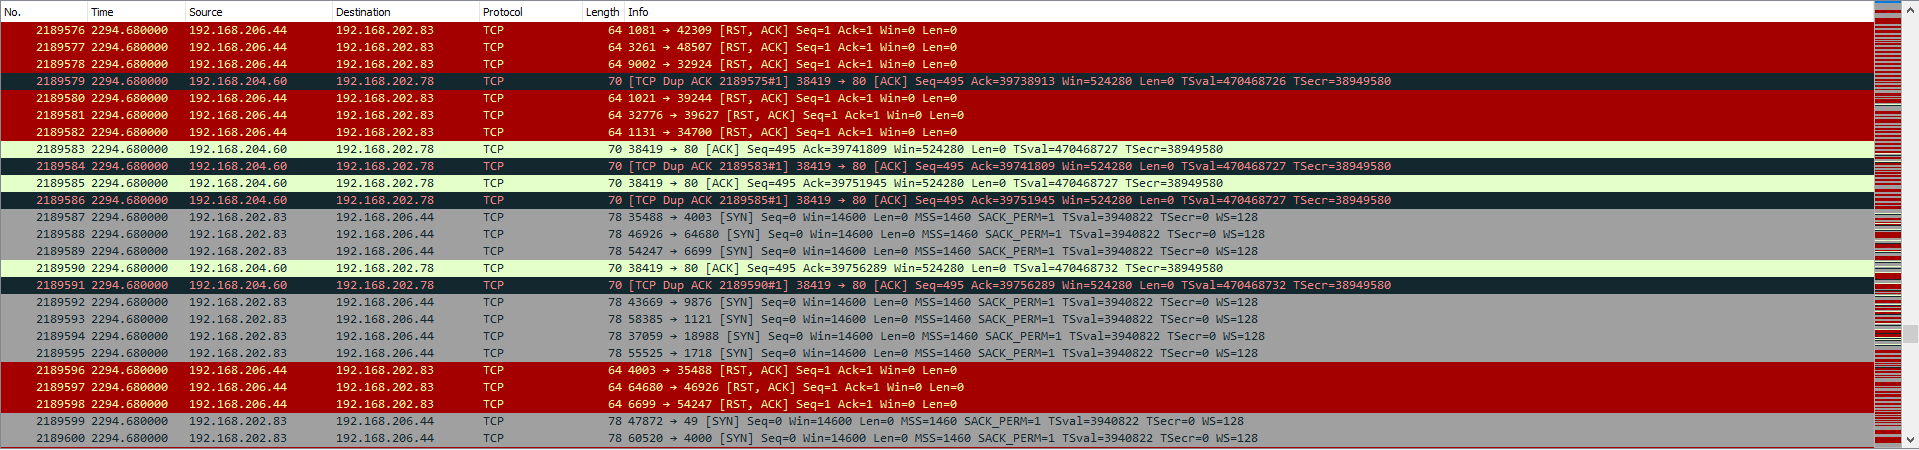 No. Time Source Destination Protocol Length Info
2189576 2294.680000 192.168.206.44 192.168.202.83 TCP 64 1081 → 42309 [RST, ACK] Seq=1 Ack=1 Win=0 Len=0
2189577 2294.680000 192.168.206.44 192.168.202.83 TCP 64 3261 → 48507 [RST, ACK] Seq=1 Ack=1 Win=0 Len=0
2189578 2294.680000 192.168.206.44 192.168.202.83 TCP 64 9002 → 32924 [RST, ACK] Seq=1 Ack=1 Win=0 Len=0
2189579 2294.680000 192.168.204.60 192.168.202.78 TCP 70 [TCP Dup ACK 2189575#1] 38419 → 80 [ACK] Seq=495 Ack=39738913 Win=524280 Len=0 TSval=470468726 TSecr=38949580
2189580 2294.680000 192.168.206.44 192.168.202.83 TCP 64 1021 → 39244 [RST, ACK] Seq=1 Ack=1 Win=0 Len=0
2189581 2294.680000 192.168.206.44 192.168.202.83 TCP 64 32776 → 39627 [RST, ACK] Seq=1 Ack=1 Win=0 Len=0
2189582 2294.680000 192.168.206.44 192.168.202.83 TCP 64 1131 → 34700 [RST, ACK] Seq=1 Ack=1 Win=0 Len=0
2189583 2294.680000 192.168.204.60 192.168.202.78 TCP 70 38419 → 80 [ACK] Seq=495 Ack=39741809 Win=524280 Len=0 TSval=470468727 TSecr=38949580
2189584 2294.680000 192.168.204.60 192.168.202.78 TCP 70 [TCP Dup ACK 2189583#1] 38419 → 80 [ACK] Seq=495 Ack=39741809 Win=524280 Len=0 TSval=470468727 TSecr=38949580
2189585 2294.680000 192.168.204.60 192.168.202.78 TCP 70 38419 → 80 [ACK] Seq=495 Ack=39751945 Win=524280 Len=0 TSval=470468727 TSecr=38949580
2189586 2294.680000 192.168.204.60 192.168.202.78 TCP 70 [TCP Dup ACK 2189585#1] 38419 → 80 [ACK] Seq=495 Ack=39751945 Win=524280 Len=0 TSval=470468727 TSecr=38949580
2189587 2294.680000 192.168.202.83 192.168.206.44 TCP 78 35488 → 4003 [SYN] Seq=0 Win=14600 Len=0 MSS=1460 SACK_PERM=1 TSval=3940822 TSecr=0 WS=128
2189588 2294.680000 192.168.202.83 192.168.206.44 TCP 78 46926 → 64680 [SYN] Seq=0 Win=14600 Len=0 MSS=1460 SACK_PERM=1 TSval=3940822 TSecr=0 WS=128
2189589 2294.680000 192.168.202.83 192.168.206.44 TCP 78 54247 → 6699 [SYN] Seq=0 Win=14600 Len=0 MSS=1460 SACK_PERM=1 TSval=3940822 TSecr=0 WS=128
2189590 2294.680000 192.168.204.60 192.168.202.78 TCP 70 38419 → 80 [ACK] Seq=495 Ack=39756289 Win=524280 Len=0 TSval=470468732 TSecr=38949580
2189591 2294.680000 192.168.204.60 192.168.202.78 TCP 70 [TCP Dup ACK 2189590#1] 38419 → 80 [ACK] Seq=495 Ack=39756289 Win=524280 Len=0 TSval=470468732 TSecr=38949580
2189592 2294.680000 192.168.202.83 192.168.206.44 TCP 78 43669 → 9876 [SYN] Seq=0 Win=14600 Len=0 MSS=1460 SACK_PERM=1 TSval=3940822 TSecr=0 WS=128
2189593 2294.680000 192.168.202.83 192.168.206.44 TCP 78 58385 → 1121 [SYN] Seq=0 Win=14600 Len=0 MSS=1460 SACK_PERM=1 TSval=3940822 TSecr=0 WS=128
2189594 2294.680000 192.168.202.83 192.168.206.44 TCP 78 37059 → 18988 [SYN] Seq=0 Win=14600 Len=0 MSS=1460 SACK_PERM=1 TSval=3940822 TSecr=0 WS=128
2189595 2294.680000 192.168.202.83 192.168.206.44 TCP 78 55525 → 1718 [SYN] Seq=0 Win=14600 Len=0 MSS=1460 SACK_PERM=1 TSval=3940822 TSecr=0 WS=128
2189596 2294.680000 192.168.206.44 192.168.202.83 TCP 64 4003 → 35488 [RST, ACK] Seq=1 Ack=1 Win=0 Len=0
2189597 2294.680000 192.168.206.44 192.168.202.83 TCP 64 64680 → 46926 [RST, ACK] Seq=1 Ack=1 Win=0 Len=0
2189598 2294.680000 192.168.206.44 192.168.202.83 TCP 64 6699 → 54247 [RST, ACK] Seq=1 Ack=1 Win=0 Len=0
2189599 2294.680000 192.168.202.83 192.168.206.44 TCP 78 47872 → 49 [SYN] Seq=0 Win=14600 Len=0 MSS=1460 SACK_PERM=1 TSval=3940822 TSecr=0 WS=128
2189600 2294.680000 192.168.202.83 192.168.206.44 TCP 78 60520 → 4000 [SYN] Seq=0 Win=14600 Len=0 MSS=1460 SACK_PERM=1 TSval=3940822 TSecr=0 WS=128